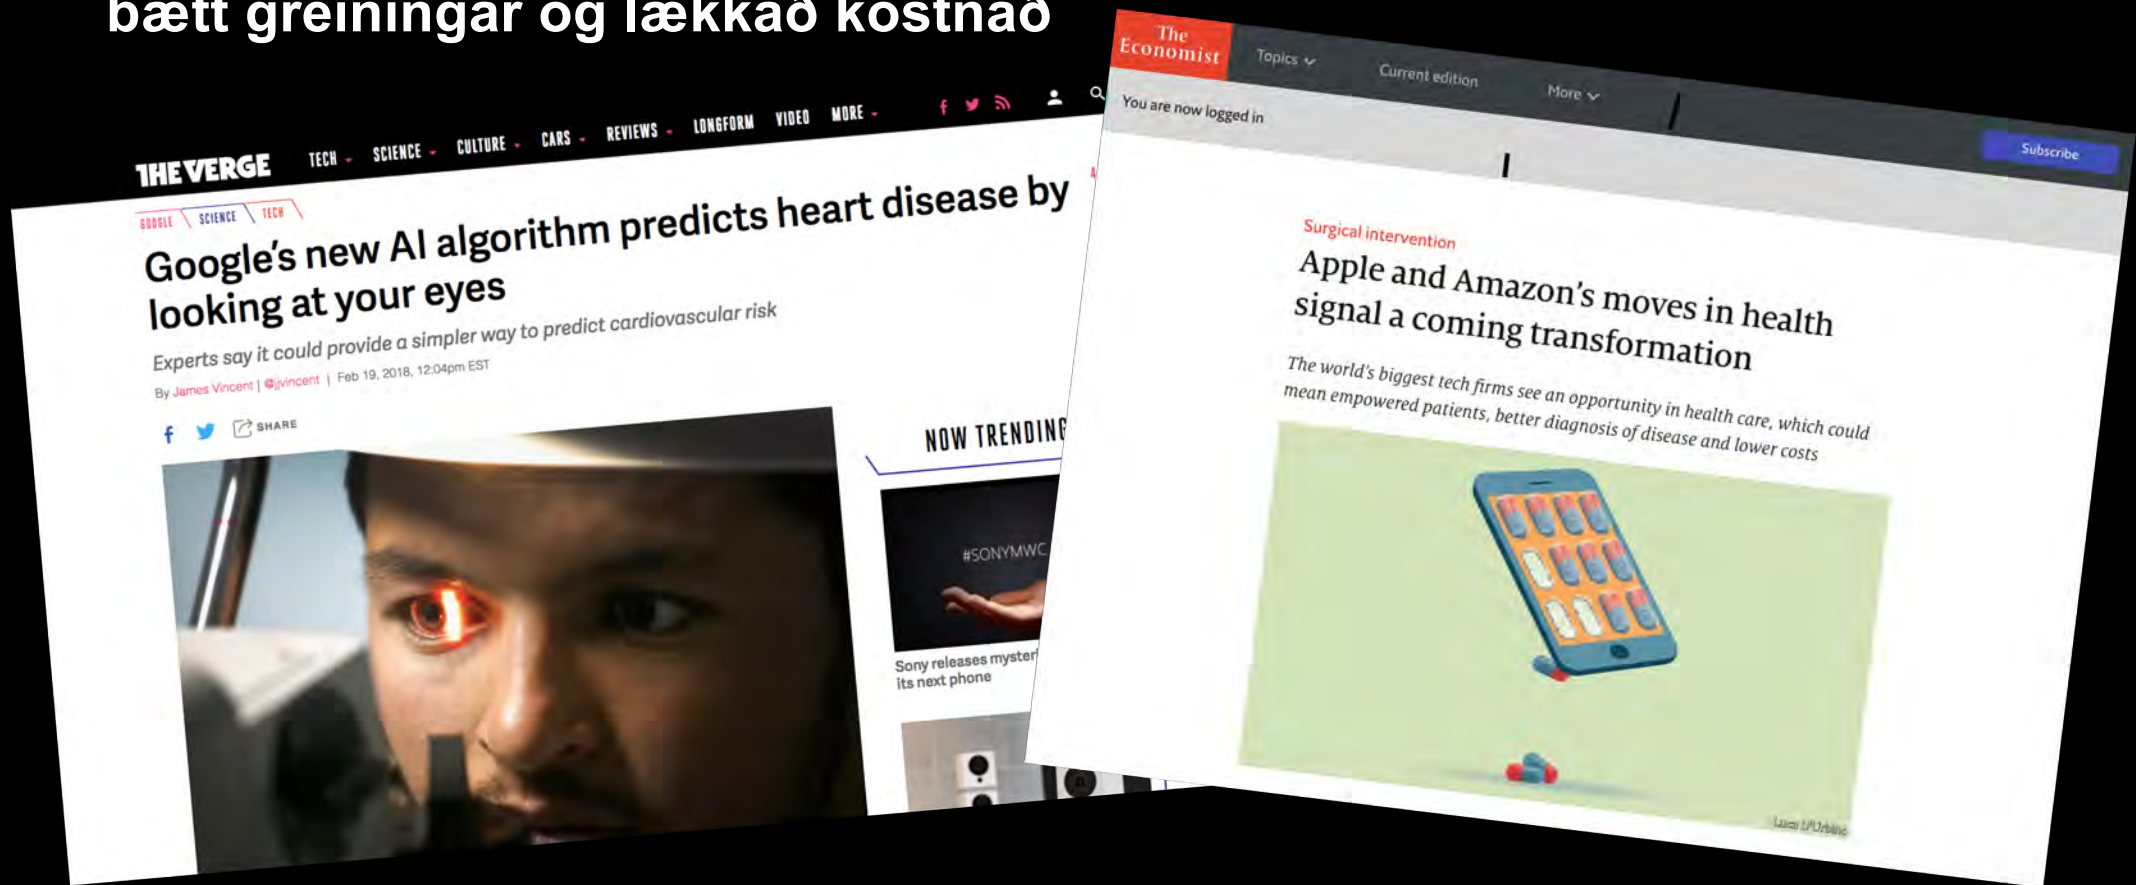 bætt greiningar og lækkað kostnað
THE VERGE
TECH SCIENCE CULTURE CARS REVIEWS LONGFORM VIDEO MORE
GOOGLE SCIENCE TECH
Google's new AI algorithm predicts heart disease by
looking at your eyes
Experts say it could provide a simpler way to predict cardiovascular risk
By James Vincent | @jjvincent | Feb 19, 2018, 12:04pm EST
SHARE
NOW TRENDING
#SONYMWC
Sony releases
its next phone
The
Economist
Topics Current edition More
You are now logged in
Subscribe
Surgical intervention
Apple and Amazon's moves in health
signal a coming transformation
The world's biggest tech firms see an opportunity in health care, which could
mean empowered patients, better diagnosis of disease and lower costs